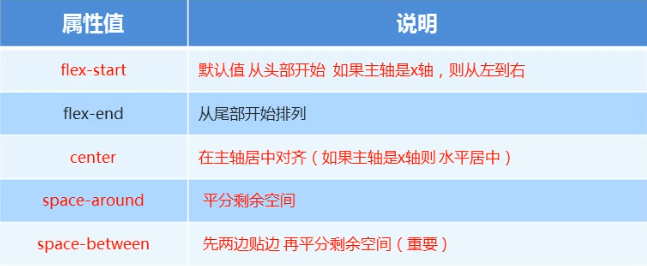 属性值 说明
flex-start 默认值 从头部开始 如果主轴是x轴，则从左到右
flex-end 从尾部开始排列
center 在主轴居中对齐（如果主轴是x轴则 水平居中）
space-around 平分剩余空间
space-between 先两边贴边 再平分剩余空间（重要）